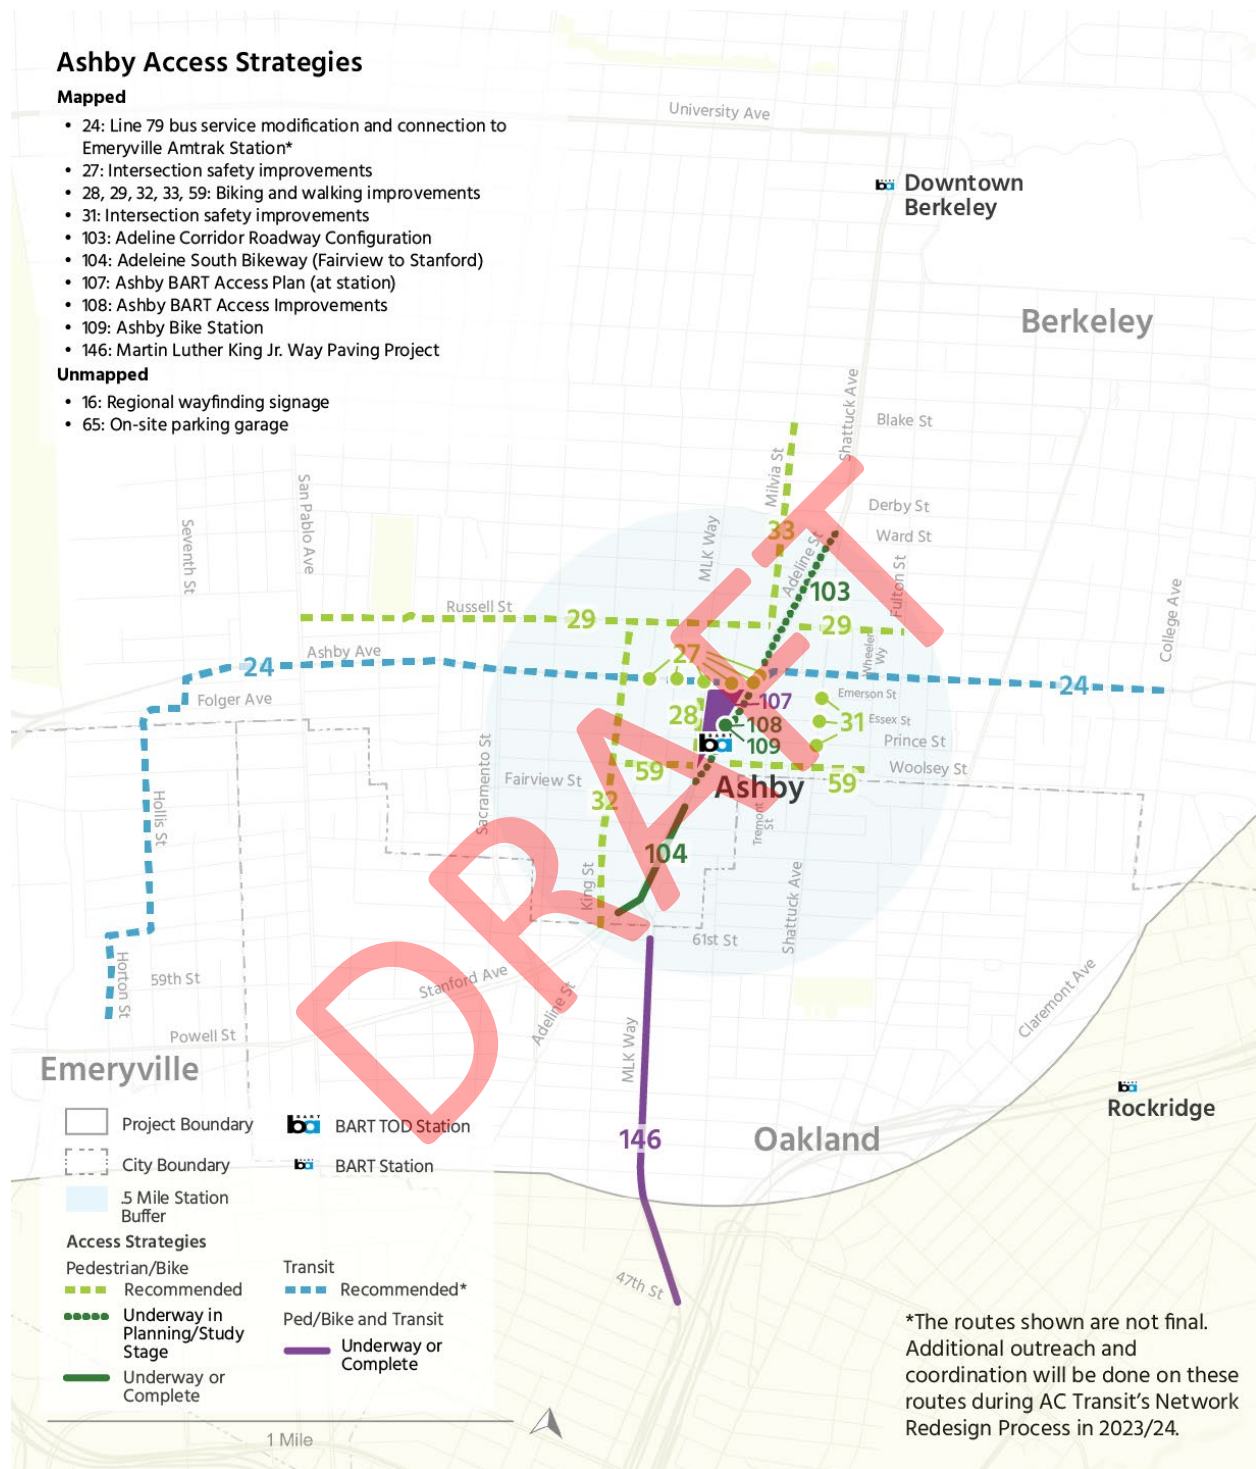 Ashby Access Strategies
Mapped
• 24: Line 79 bus service modification and connection to
Emeryville Amtrak Station*
• 27: Intersection safety improvements
• 28, 29, 32, 33, 59: Biking and walking improvements
• 31: Intersection safety improvements
• 103: Adeline Corridor Roadway Configuration
• 104: Adeleine South Bikeway (Fairview to Stanford)
• 107: Ashby BART Access Plan (at station)
• 108: Ashby BART Access Improvements
• 109: Ashby Bike Station
• 146: Martin Luther King Jr. Way Paving Project
Unmapped
• 16: Regional wayfinding signage
• 65: On-site parking garage
University Ave
ba Downtown
Berkeley
Berkeley
Shattuck Ave
Blake St
Milvia St
San Pablo Ave
Seventh St
MLK Way
Derby St
Ward St
33
Adeline St
103
Fulton St
College Ave
Russell St
29
29
Wheeler
Wy
Ashby Ave
24
27
24
Folger Ave
Emerson St
107
28
108
31
Essex St
109
Prince St
ba
Woolsey St
59
59
Fairview St
Ashby
Sacramento St
32
Tremont
St
Hollis St
104
King St
Shattuck Ave
61st St
Horton St
59th St
Stanford Ave
Adeline St
Claremont Ave
Powell St
MLK Way
Emeryville
ba
Rockridge
146
Oakland
47th St
DRAFT
Project Boundary
BART
ba
BART TOD Station
City Boundary
ba
BART Station
.5 Mile Station
Buffer
Access Strategies
Pedestrian/Bike
Recommended
Underway in
Planning/Study
Stage
Underway or
Complete
Transit
Recommended*
Ped/Bike and Transit
Underway or
Complete
1 Mile
*The routes shown are not final.
Additional outreach and
coordination will be done on these
routes during AC Transit's Network
Redesign Process in 2023/24.